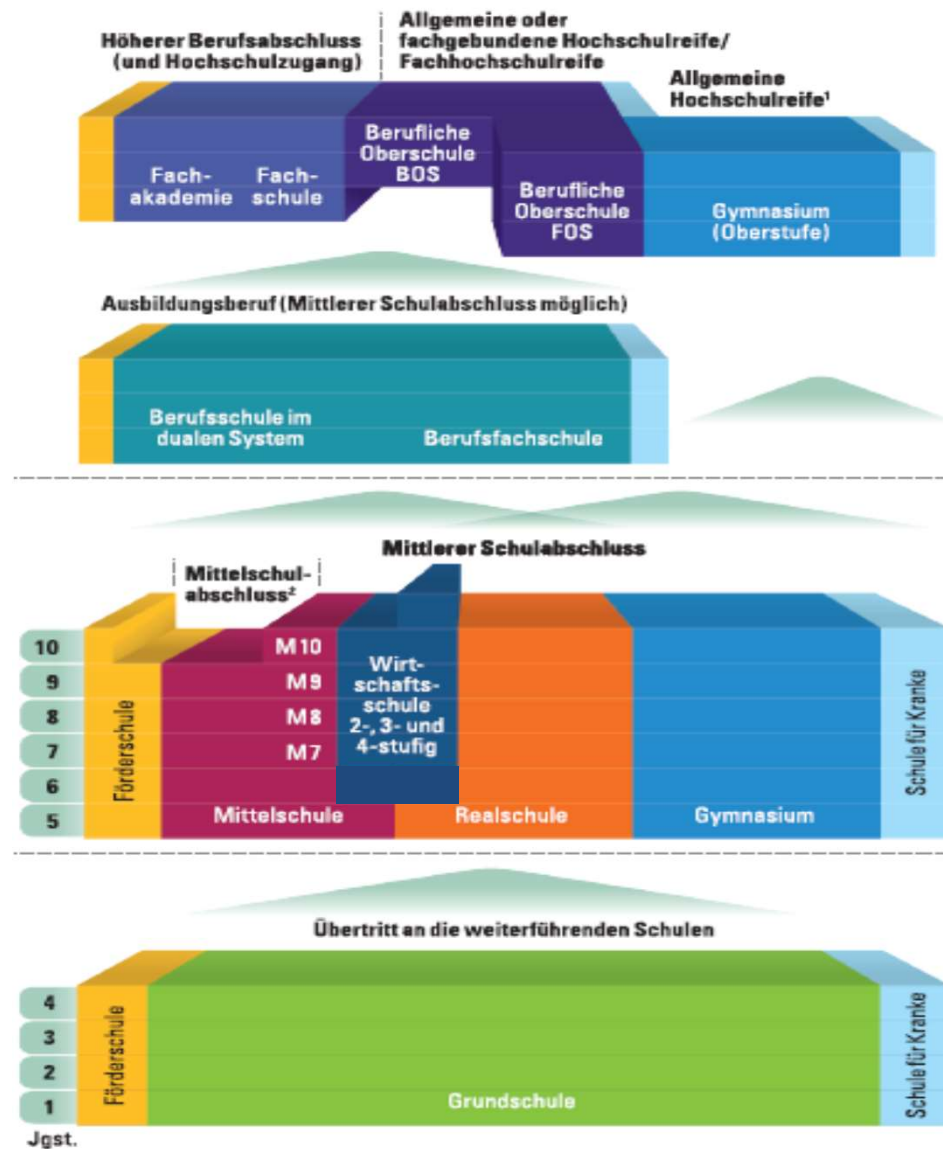 Höherer Berufsabschluss
(und Hochschulzugang)
Allgemeine oder
fachgebundene Hochschulreife/
Fachhochschulreife
Allgemeine
Hochschulreife¹
Fach-
akademie
Fach-
schule
Berufliche
Oberschule
BOS
Berufliche
Oberschule
FOS
Gymnasium
(Oberstufe)
Ausbildungsberuf (Mittlerer Schulabschluss möglich)
Berufsschule im
dualen System
Berufsfachschule
Mittlerer Schulabschluss
Mittelschul-
abschluss²
10
9
8
7
6
5
Förderschule
M10
M9
M8
M7
Mittelschule
Wirt-
schafts-
schule
2-, 3- und
4-stufig
Realschule
Gymnasium
Schule für Kranke
Übertritt an die weiterführenden Schulen
4
3
2
1
Jgst.
Förderschule
Grundschule
Schule für Kranke